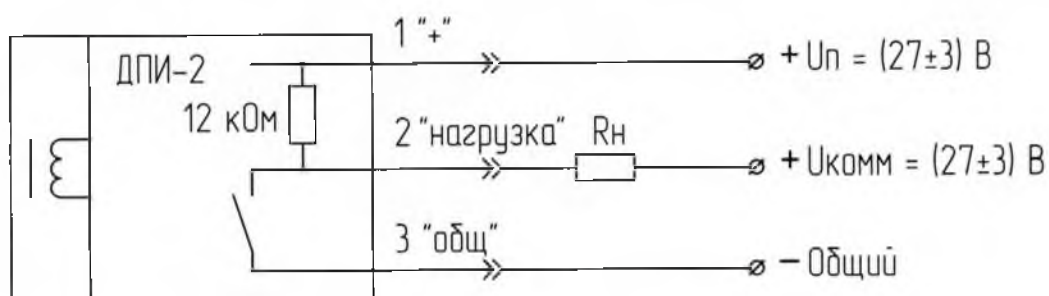 1 "+"
ДПИ-2
+ Uп = (27±3) В
12 кОм
2 "нагрузка"
Rн
+ Uкомм = (27±3) В
3 "общ"
- Общий